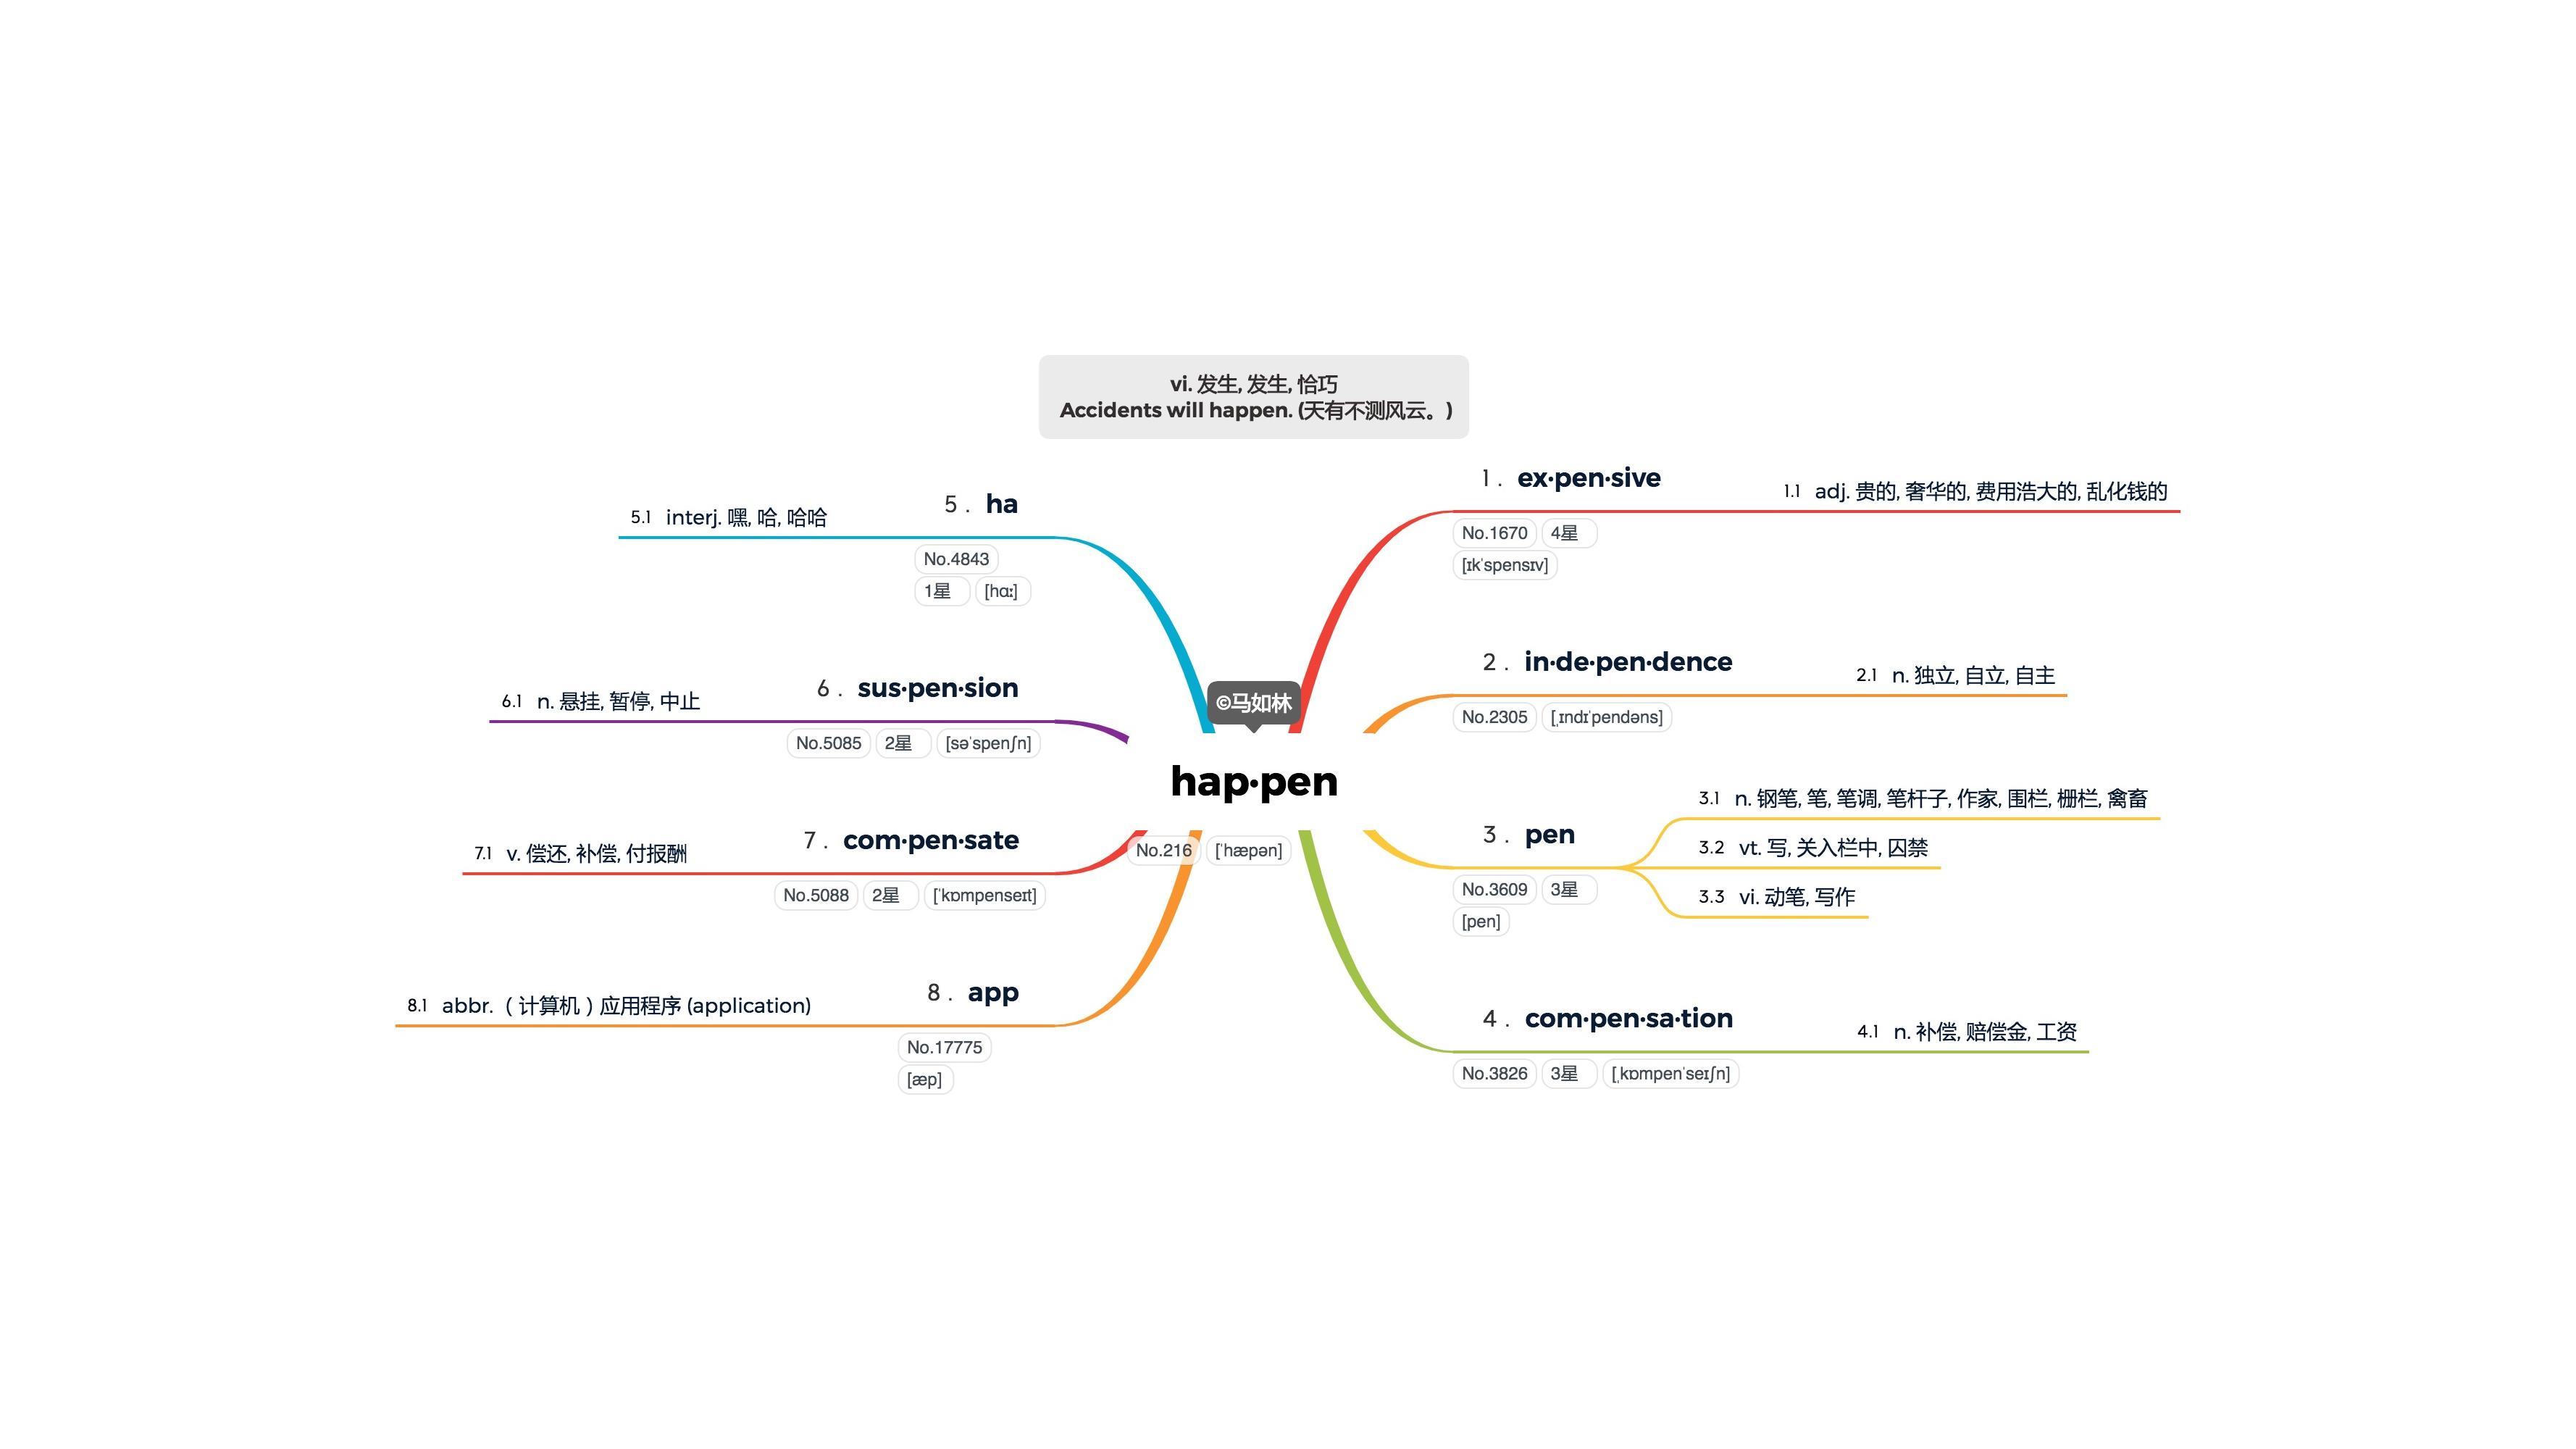 vi. 发生, 发生, 恰巧
Accidents will happen. (天有不测风云。)
©马如林
hap·pen
No.216 [ˈhæpən]
1 . ex·pen·sive
No.1670 4星
[ɪkˈspensɪv]
1.1 adj. 贵的, 奢华的, 费用浩大的, 乱化钱的
2 . in·de·pen·dence
No.2305 [ˌɪndɪˈpendəns]
2.1 n. 独立, 自立, 自主
3 . pen
No.3609 3星
[pen]
3.1 n. 钢笔, 笔, 笔调, 笔杆子, 作家, 围栏, 栅栏, 禽畜
3.2 vt. 写, 关入栏中, 囚禁
3.3 vi. 动笔, 写作
4 . com·pen·sa·tion
No.3826 3星 [ˌkɒmpenˈseɪʃn]
4.1 n. 补偿, 赔偿金, 工资
5 . ha
No.4843
1星 [hɑː]
5.1 interj. 嘿, 哈, 哈哈
6 . sus·pen·sion
No.5085 2星 [səˈspenʃn]
6.1 n. 悬挂, 暂停, 中止
7 . com·pen·sate
No.5088 2星 [ˈkɒmpenseɪt]
7.1 v. 偿还, 补偿, 付报酬
8 . app
No.17775
[æp]
8.1 abbr.（计算机）应用程序 (application)